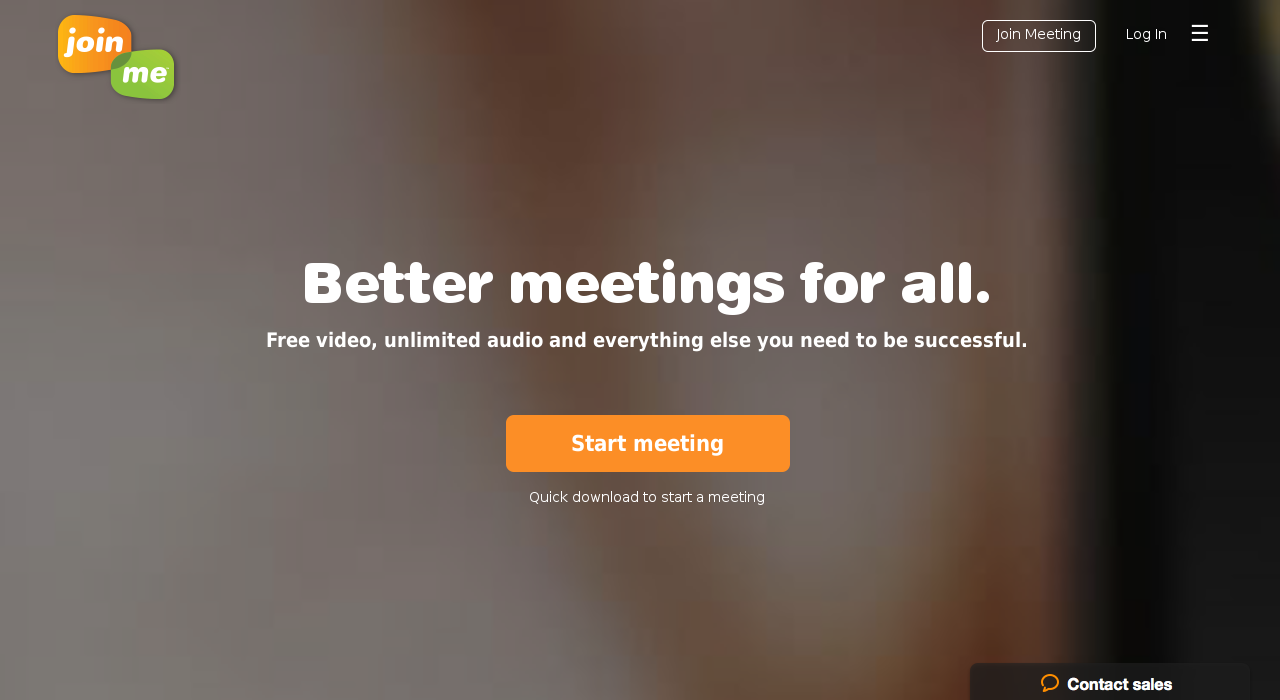 join
me
Join Meeting
Log In
Better meetings for all.
Free video, unlimited audio and everything else you need to be successful.
Start meeting
Quick download to start a meeting
Contact sales